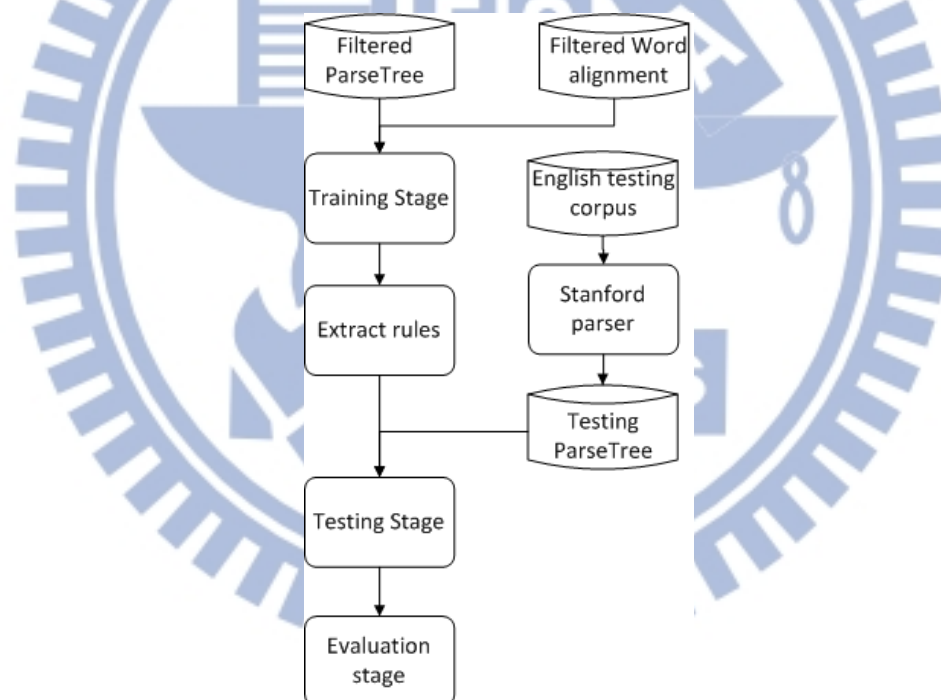 Filtered
ParseTree
Filtered Word
alignment
Training Stage
English testing
corpus
Extract rules
Stanford
parser
Testing
ParseTree
Testing Stage
Evaluation
stage